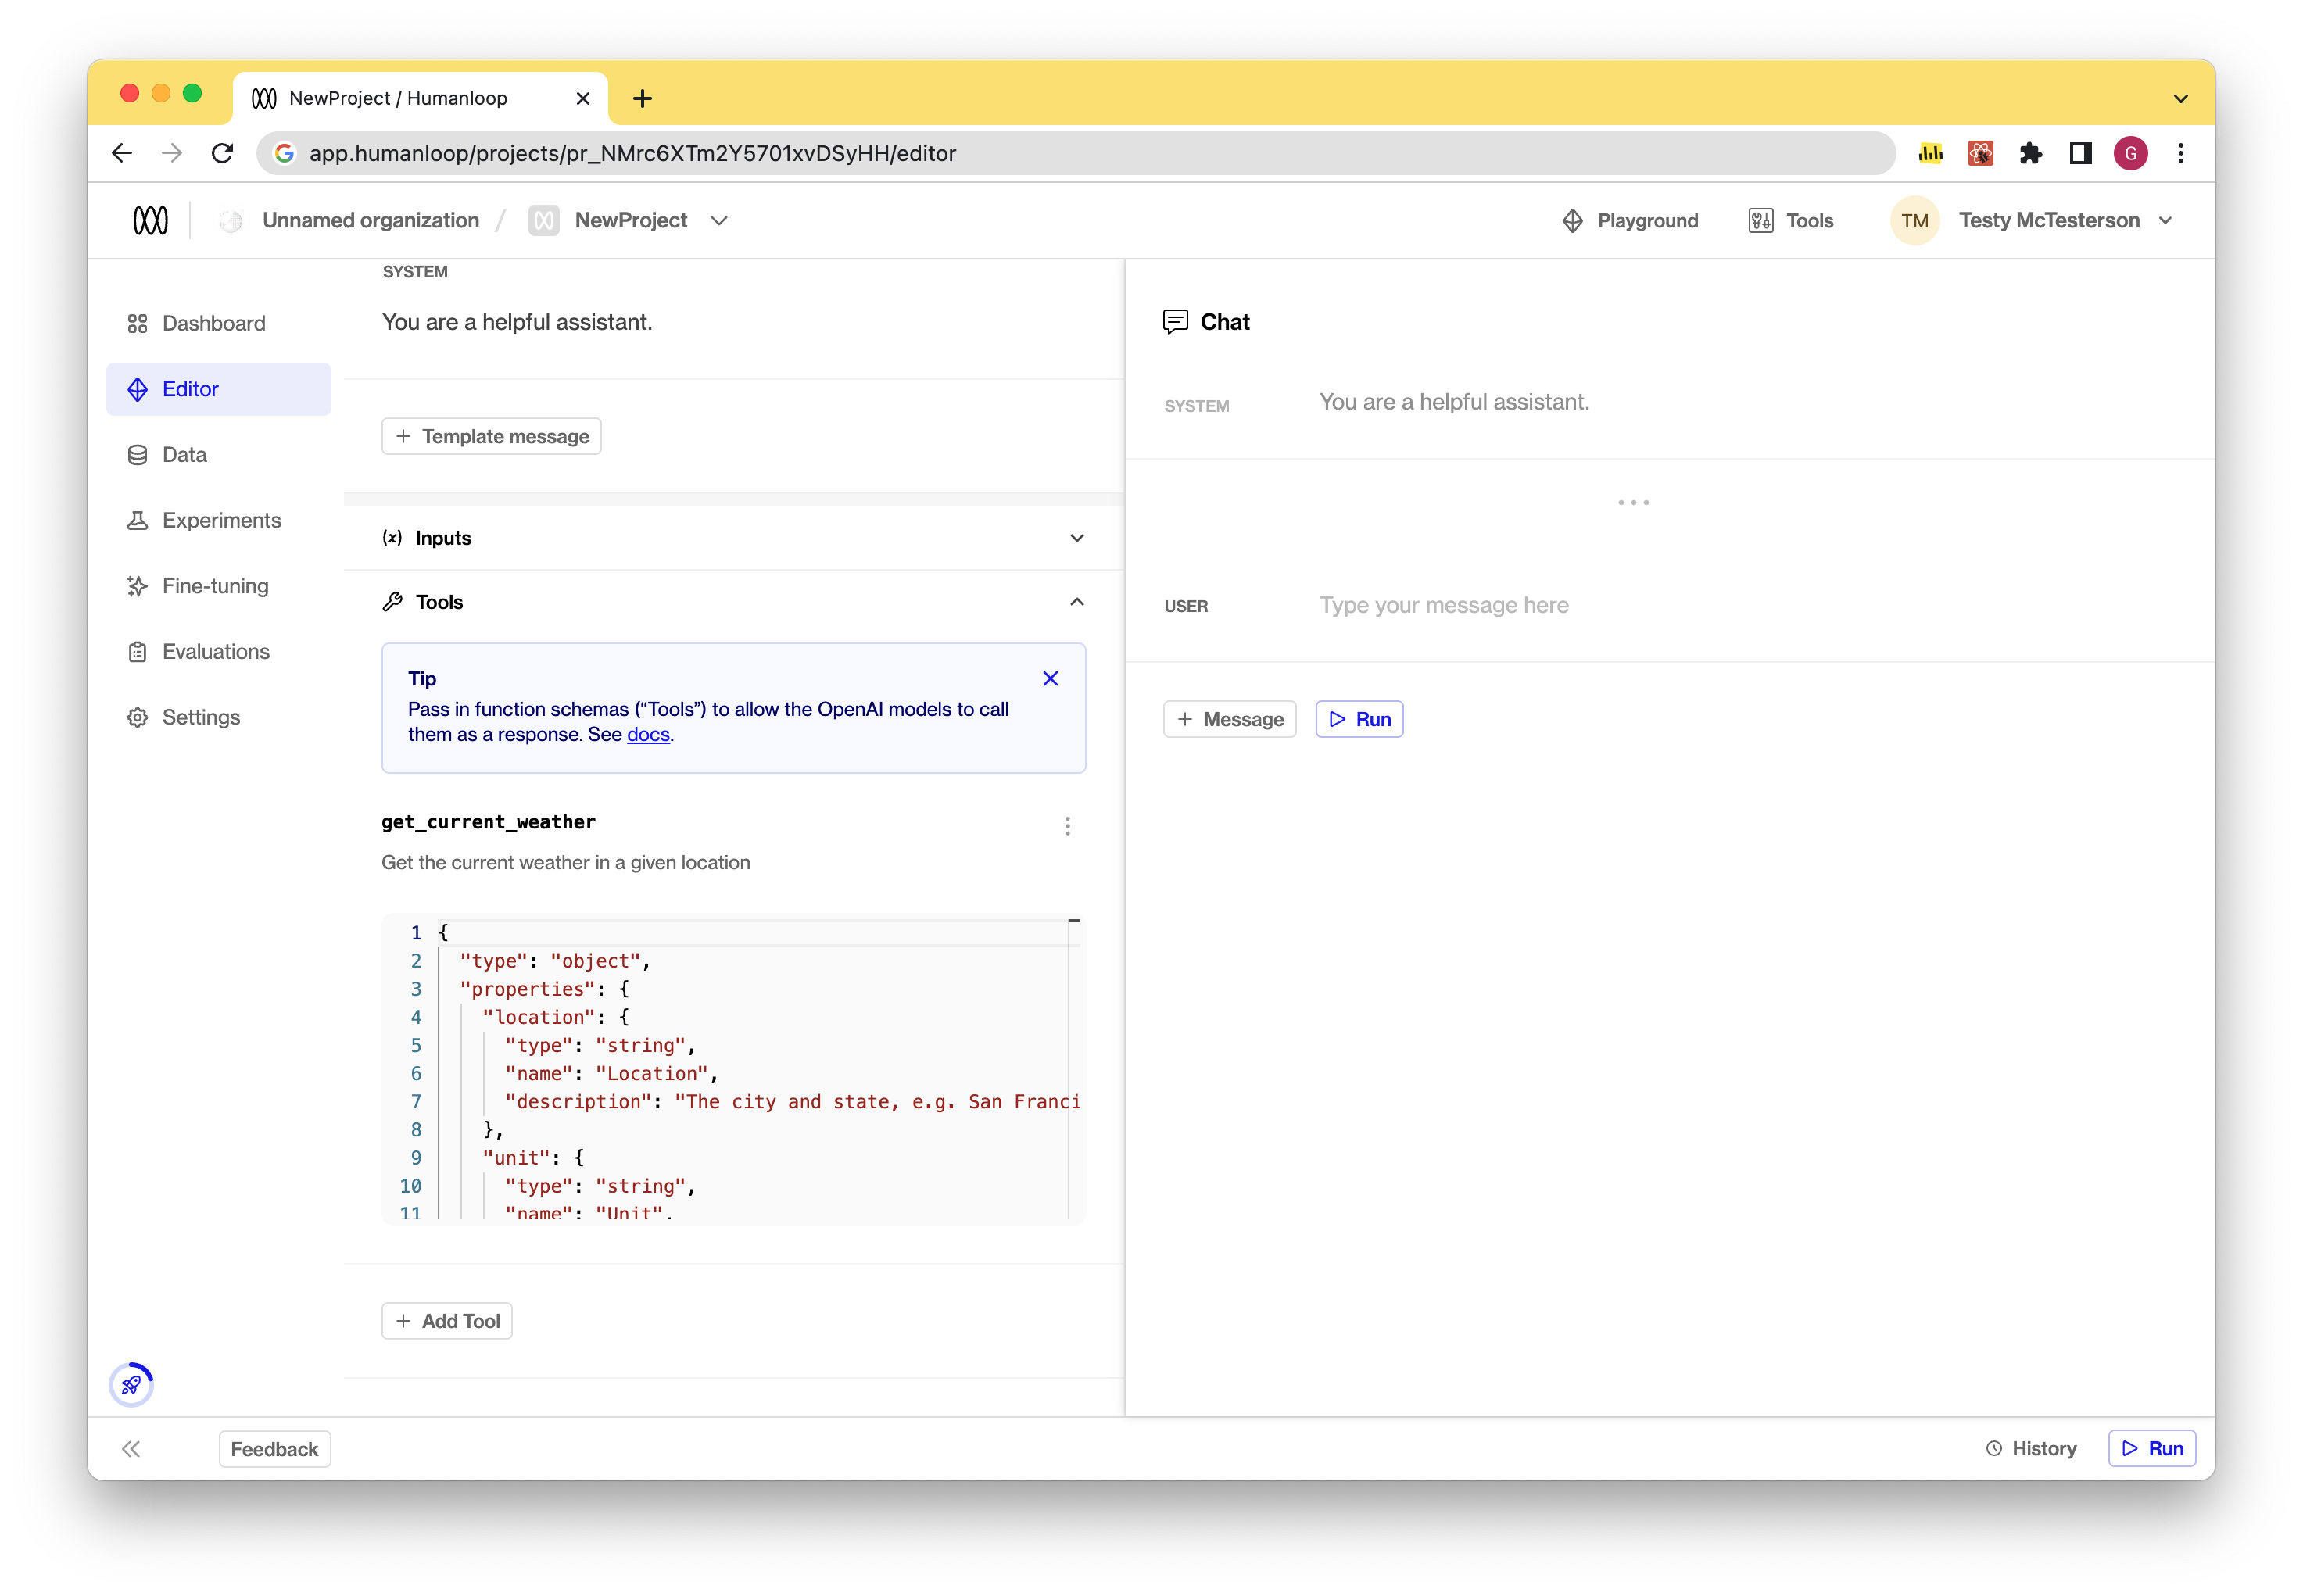 NewProject / Humanloop
app.humanloop/projects/pr_NMrc6XTm2Y5701xvDSyHH/editor
G
Unnamed organization / NewProject
Playground
Tools
TM
Testy McTesterson
Dashboard
Editor
Data
Experiments
Fine-tuning
Evaluations
Settings
SYSTEM
You are a helpful assistant.
+ Template message
(x) Inputs
Tools
Tip
Pass in function schemas (“Tools”) to allow the OpenAI models to call
them as a response. See docs.
get_current_weather
Get the current weather in a given location
1 {
2 "type": "object",
3 "properties": {
4 "location": {
5 "type": "string",
6 "name": "Location",
7 "description": "The city and state, e.g. San Franci
8 },
9 "unit": {
10 "type": "string",
11 "name": "Unit",
+ Add Tool
Chat
SYSTEM
You are a helpful assistant.
...
USER
Type your message here
+ Message
Run
Feedback
History
Run